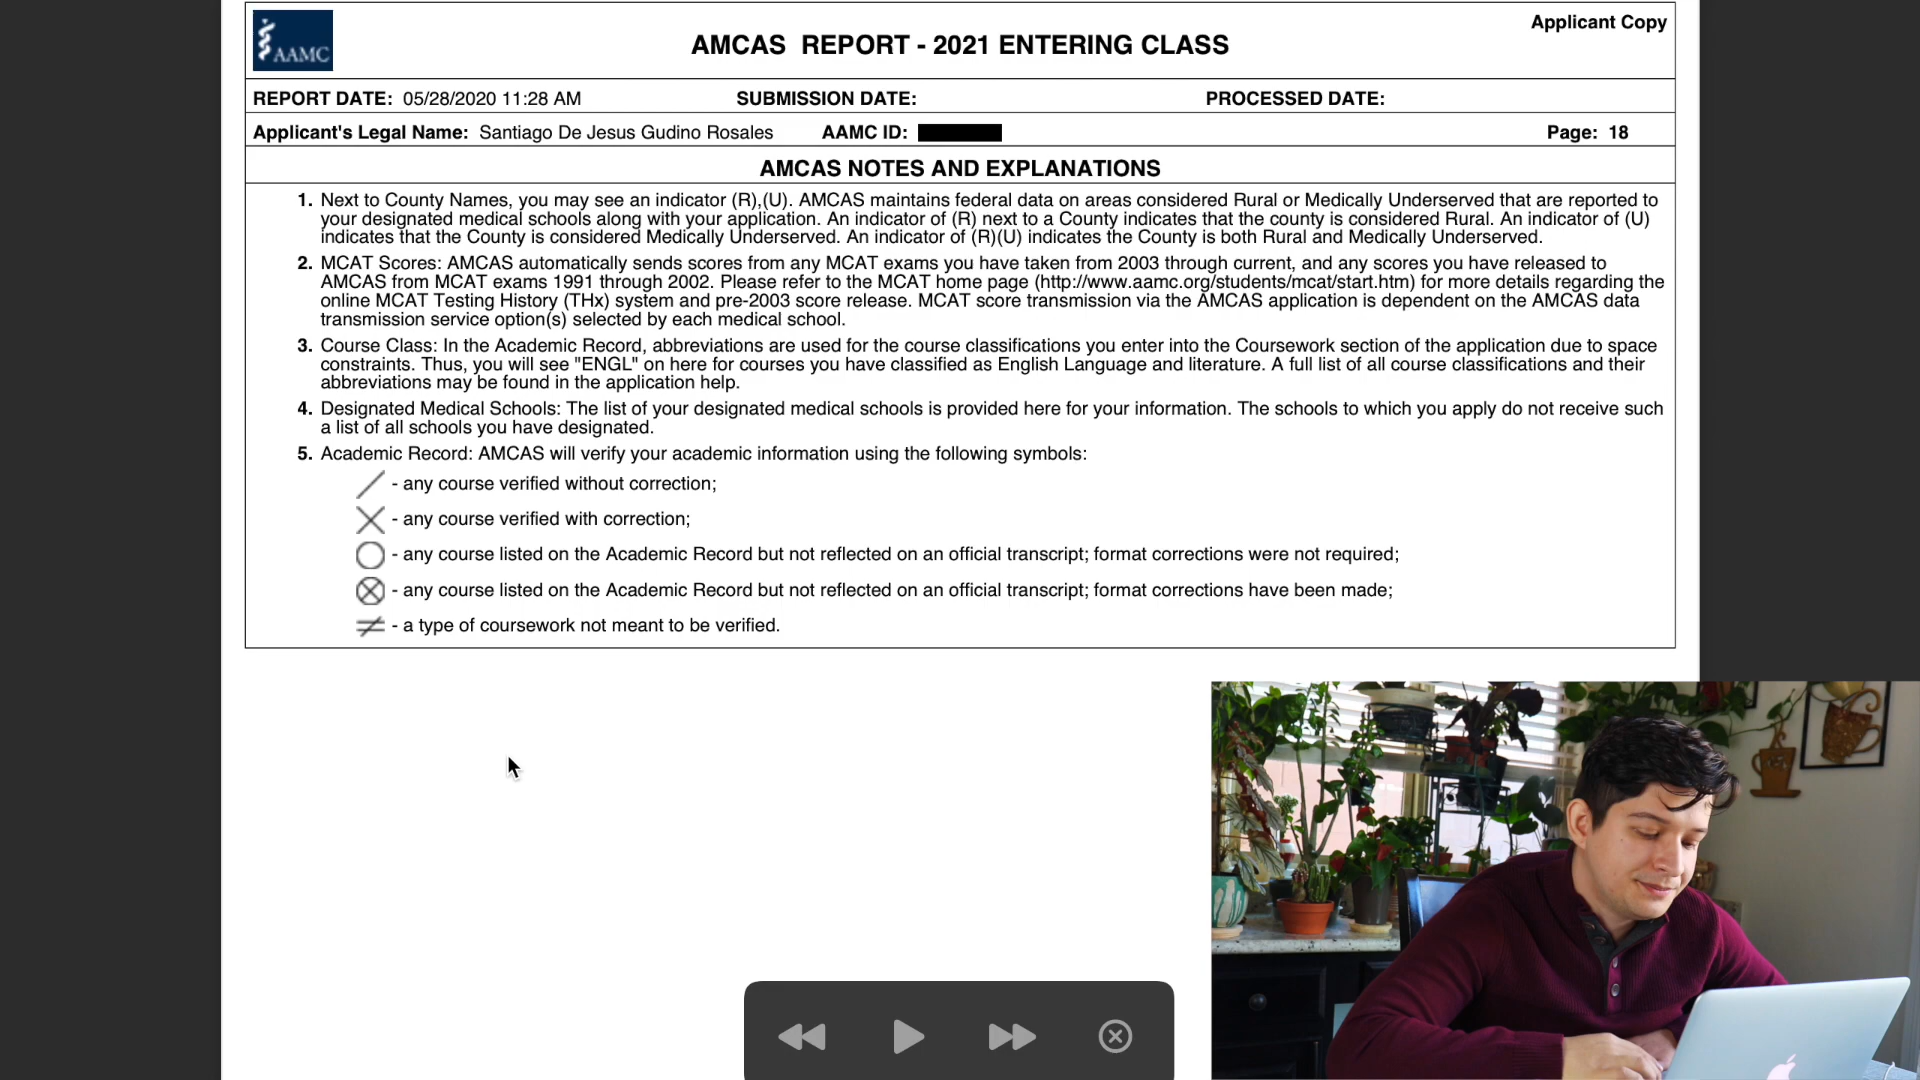 AAMC
AMCAS REPORT - 2021 ENTERING CLASS
Applicant Copy
REPORT DATE: 05/28/2020 11:28 AM SUBMISSION DATE: PROCESSED DATE:
Applicant's Legal Name: Santiago De Jesus Gudino Rosales AAMC ID: Page: 18
AMCAS NOTES AND EXPLANATIONS
1. Next to County Names, you may see an indicator (R),(U). AMCAS maintains federal data on areas considered Rural or Medically Underserved that are reported to
your designated medical schools along with your application. An indicator of (R) next to a County indicates that the county is considered Rural. An indicator of (U)
indicates that the County is considered Medically Underserved. An indicator of (R)(U) indicates the County is both Rural and Medically Underserved.
2. MCAT Scores: AMCAS automatically sends scores from any MCAT exams you have taken from 2003 through current, and any scores you have released to
AMCAS from MCAT exams 1991 through 2002. Please refer to the MCAT home page (http://www.aamc.org/students/mcat/start.htm) for more details regarding the
online MCAT Testing History (THx) system and pre-2003 score release. MCAT score transmission via the AMCAS application is dependent on the AMCAS data
transmission service option(s) selected by each medical school.
3. Course Class: In the Academic Record, abbreviations are used for the course classifications you enter into the Coursework section of the application due to space
constraints. Thus, you will see "ENGL" on here for courses you have classified as English Language and literature. A full list of all course classifications and their
abbreviations may be found in the application help.
4. Designated Medical Schools: The list of your designated medical schools is provided here for your information. The schools to which you apply do not receive such
a list of all schools you have designated.
5. Academic Record: AMCAS will verify your academic information using the following symbols:
- any course verified without correction;
- any course verified with correction;
- any course listed on the Academic Record but not reflected on an official transcript; format corrections were not required;
- any course listed on the Academic Record but not reflected on an official transcript; format corrections have been made;
- a type of coursework not meant to be verified.